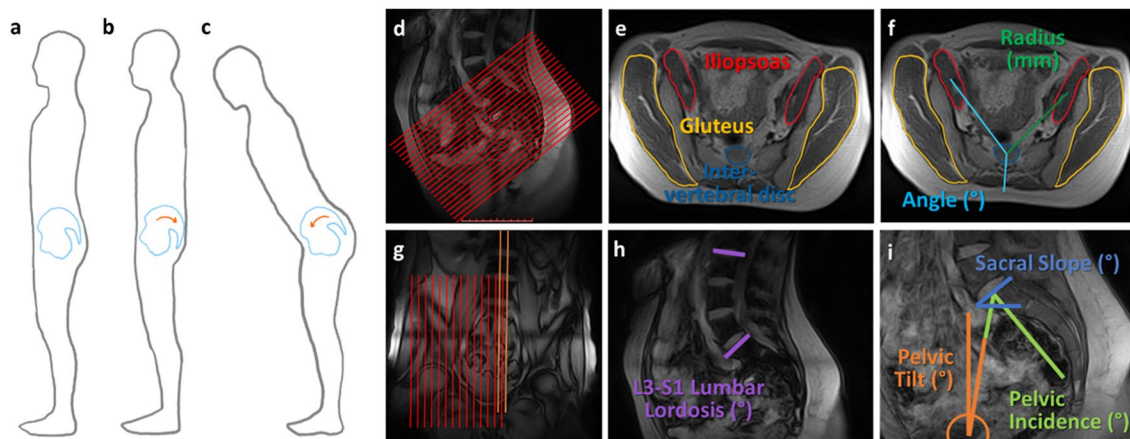 a
b
c
d
e
f
Iliopsoas
Gluteus
Inter-
vertebral disc
Radius
(mm)
Angle (°)
g
h
i
L3-S1 Lumbar
Lordosis (°)
Sacral Slope (°)
Pelvic
Tilt (°)
Pelvic
Incidence (°)